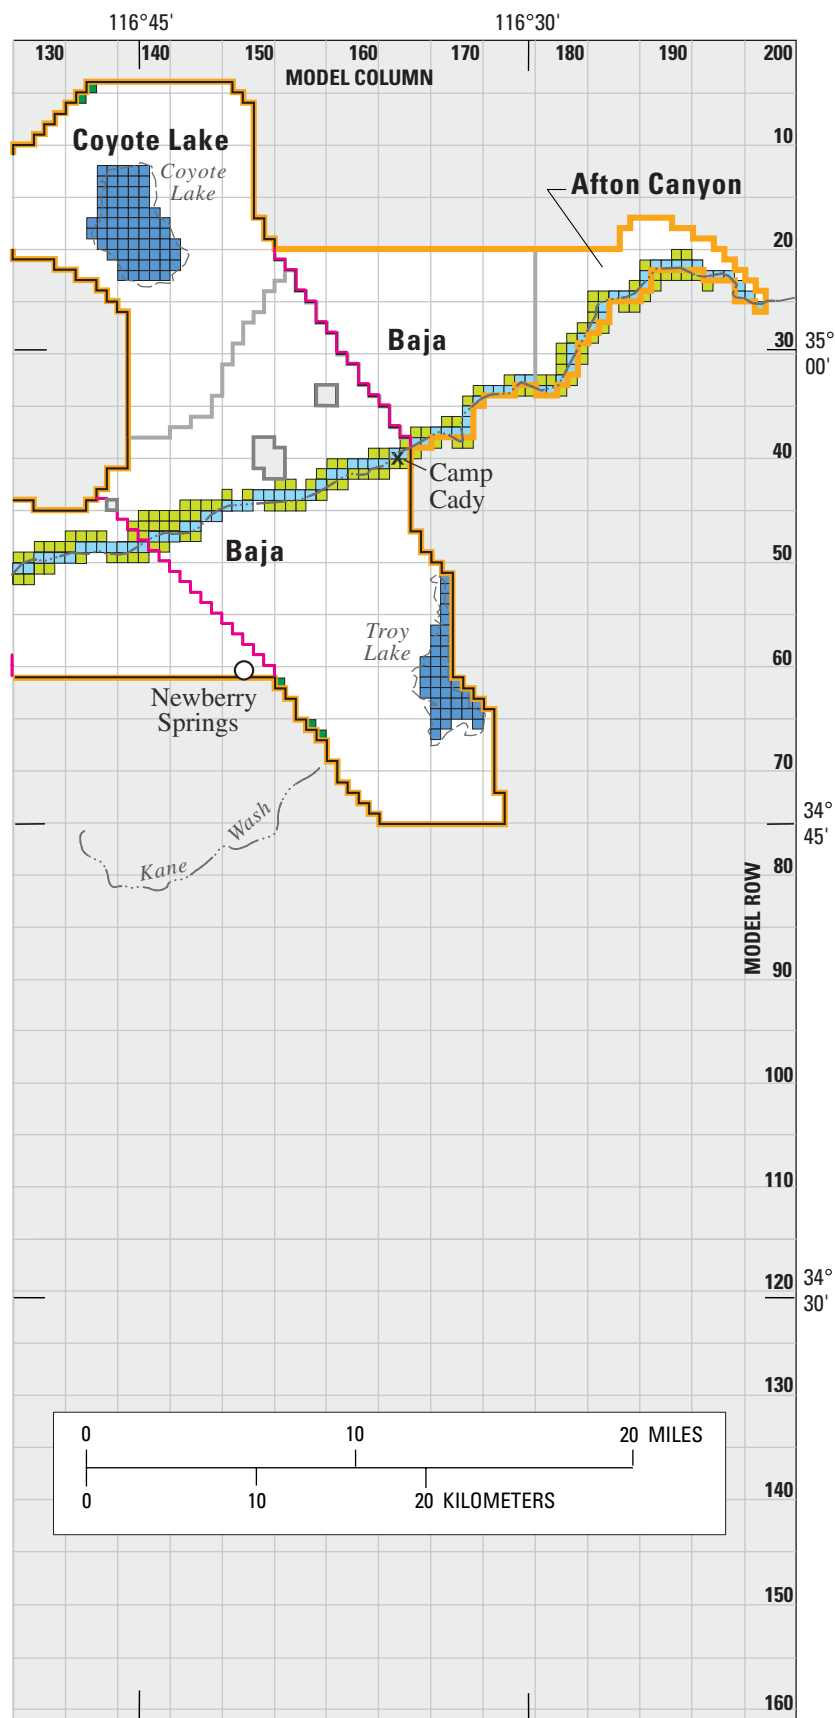 116°45' 116°30'
130 140 150 160 170 180 190 200
MODEL COLUMN
10
Coyote Lake
Coyote
Lake
Afton Canyon
20
Baja
30
35°
00'
40
Camp
Cady
Baja
50
Troy
Lake
60
Newberry
Springs
70
Kane Wash
34°
45'
80
MODEL ROW
90
100
110
120
34°
30'
130
0 10 20 MILES
0 10 20 KILOMETERS
140
150
160